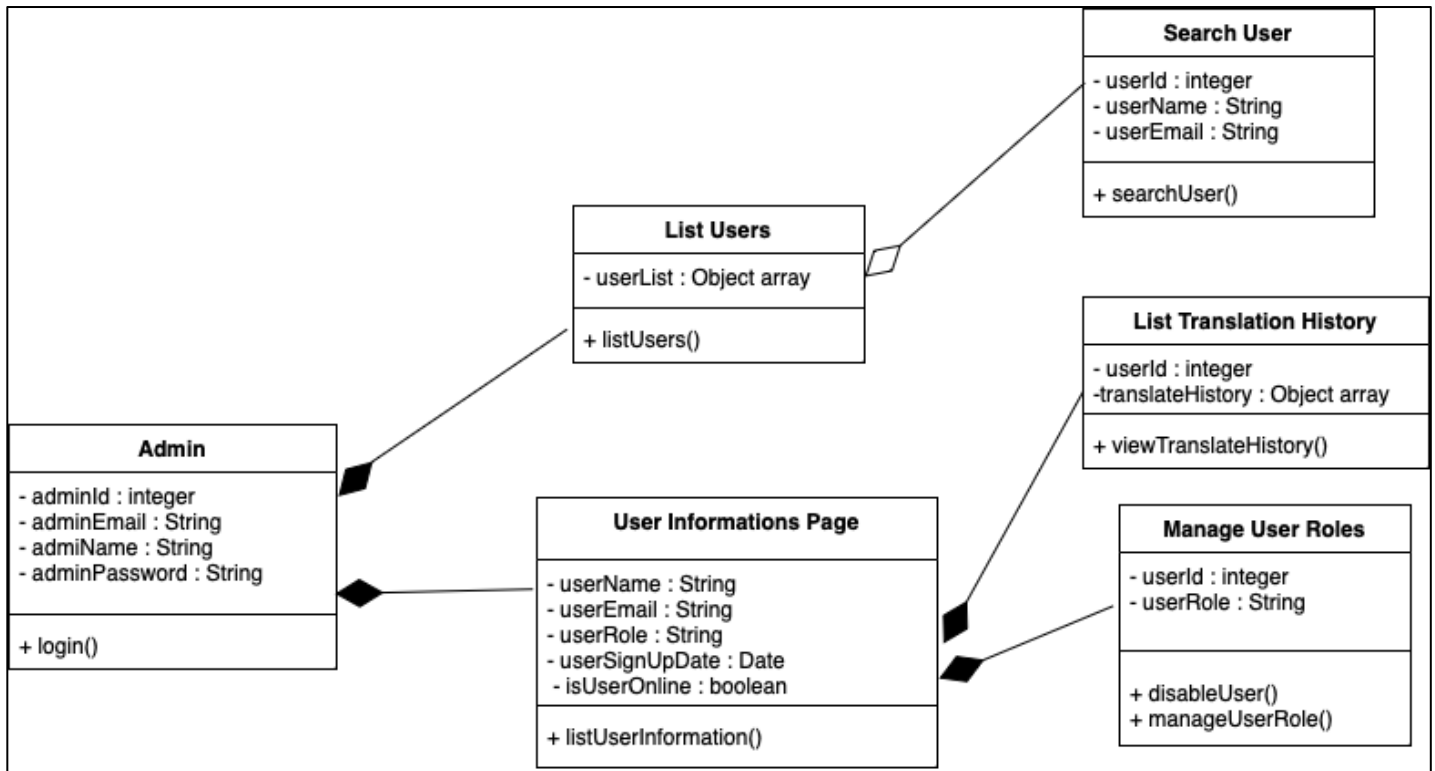 Search User
- userId : integer
- userName : String
- userEmail : String
+ searchUser()
List Users
- userList : Object array
+ listUsers()
List Translation History
- userId : integer
-translateHistory : Object array
+ viewTranslateHistory()
Admin
- adminId : integer
- adminEmail : String
- admiName : String
- adminPassword : String
+ login()
User Informations Page
- userName : String
- userEmail : String
- userRole : String
- userSignUpDate : Date
- isUserOnline : boolean
+ listUserInformation()
Manage User Roles
- userId : integer
- userRole : String
+ disableUser()
+ manageUserRole()